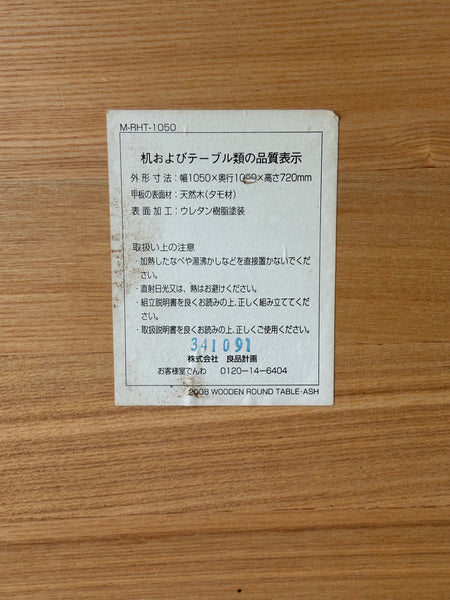 M-RHT-1050
机およびテーブル類の品質表示
外形寸法：幅1050×奥行1050×高さ720mm
甲板の表面材：天然木（タモ材）
表面加工：ウレタン樹脂塗装
取扱い上の注意
・加熱したなべや湯沸かしなどを直接置かないでくだ
さい。
・直射日光又は、熱はお避けください。
・組立説明書を良くお読みの上、正しく組み立ててくだ
さい。
・取扱説明書を良くお読みの上、正しくご使用ください。
341091
株式会社 良品計画
お客様室でんわ 0120－14－6404
2008 WOODEN ROUND TABLE・ASH